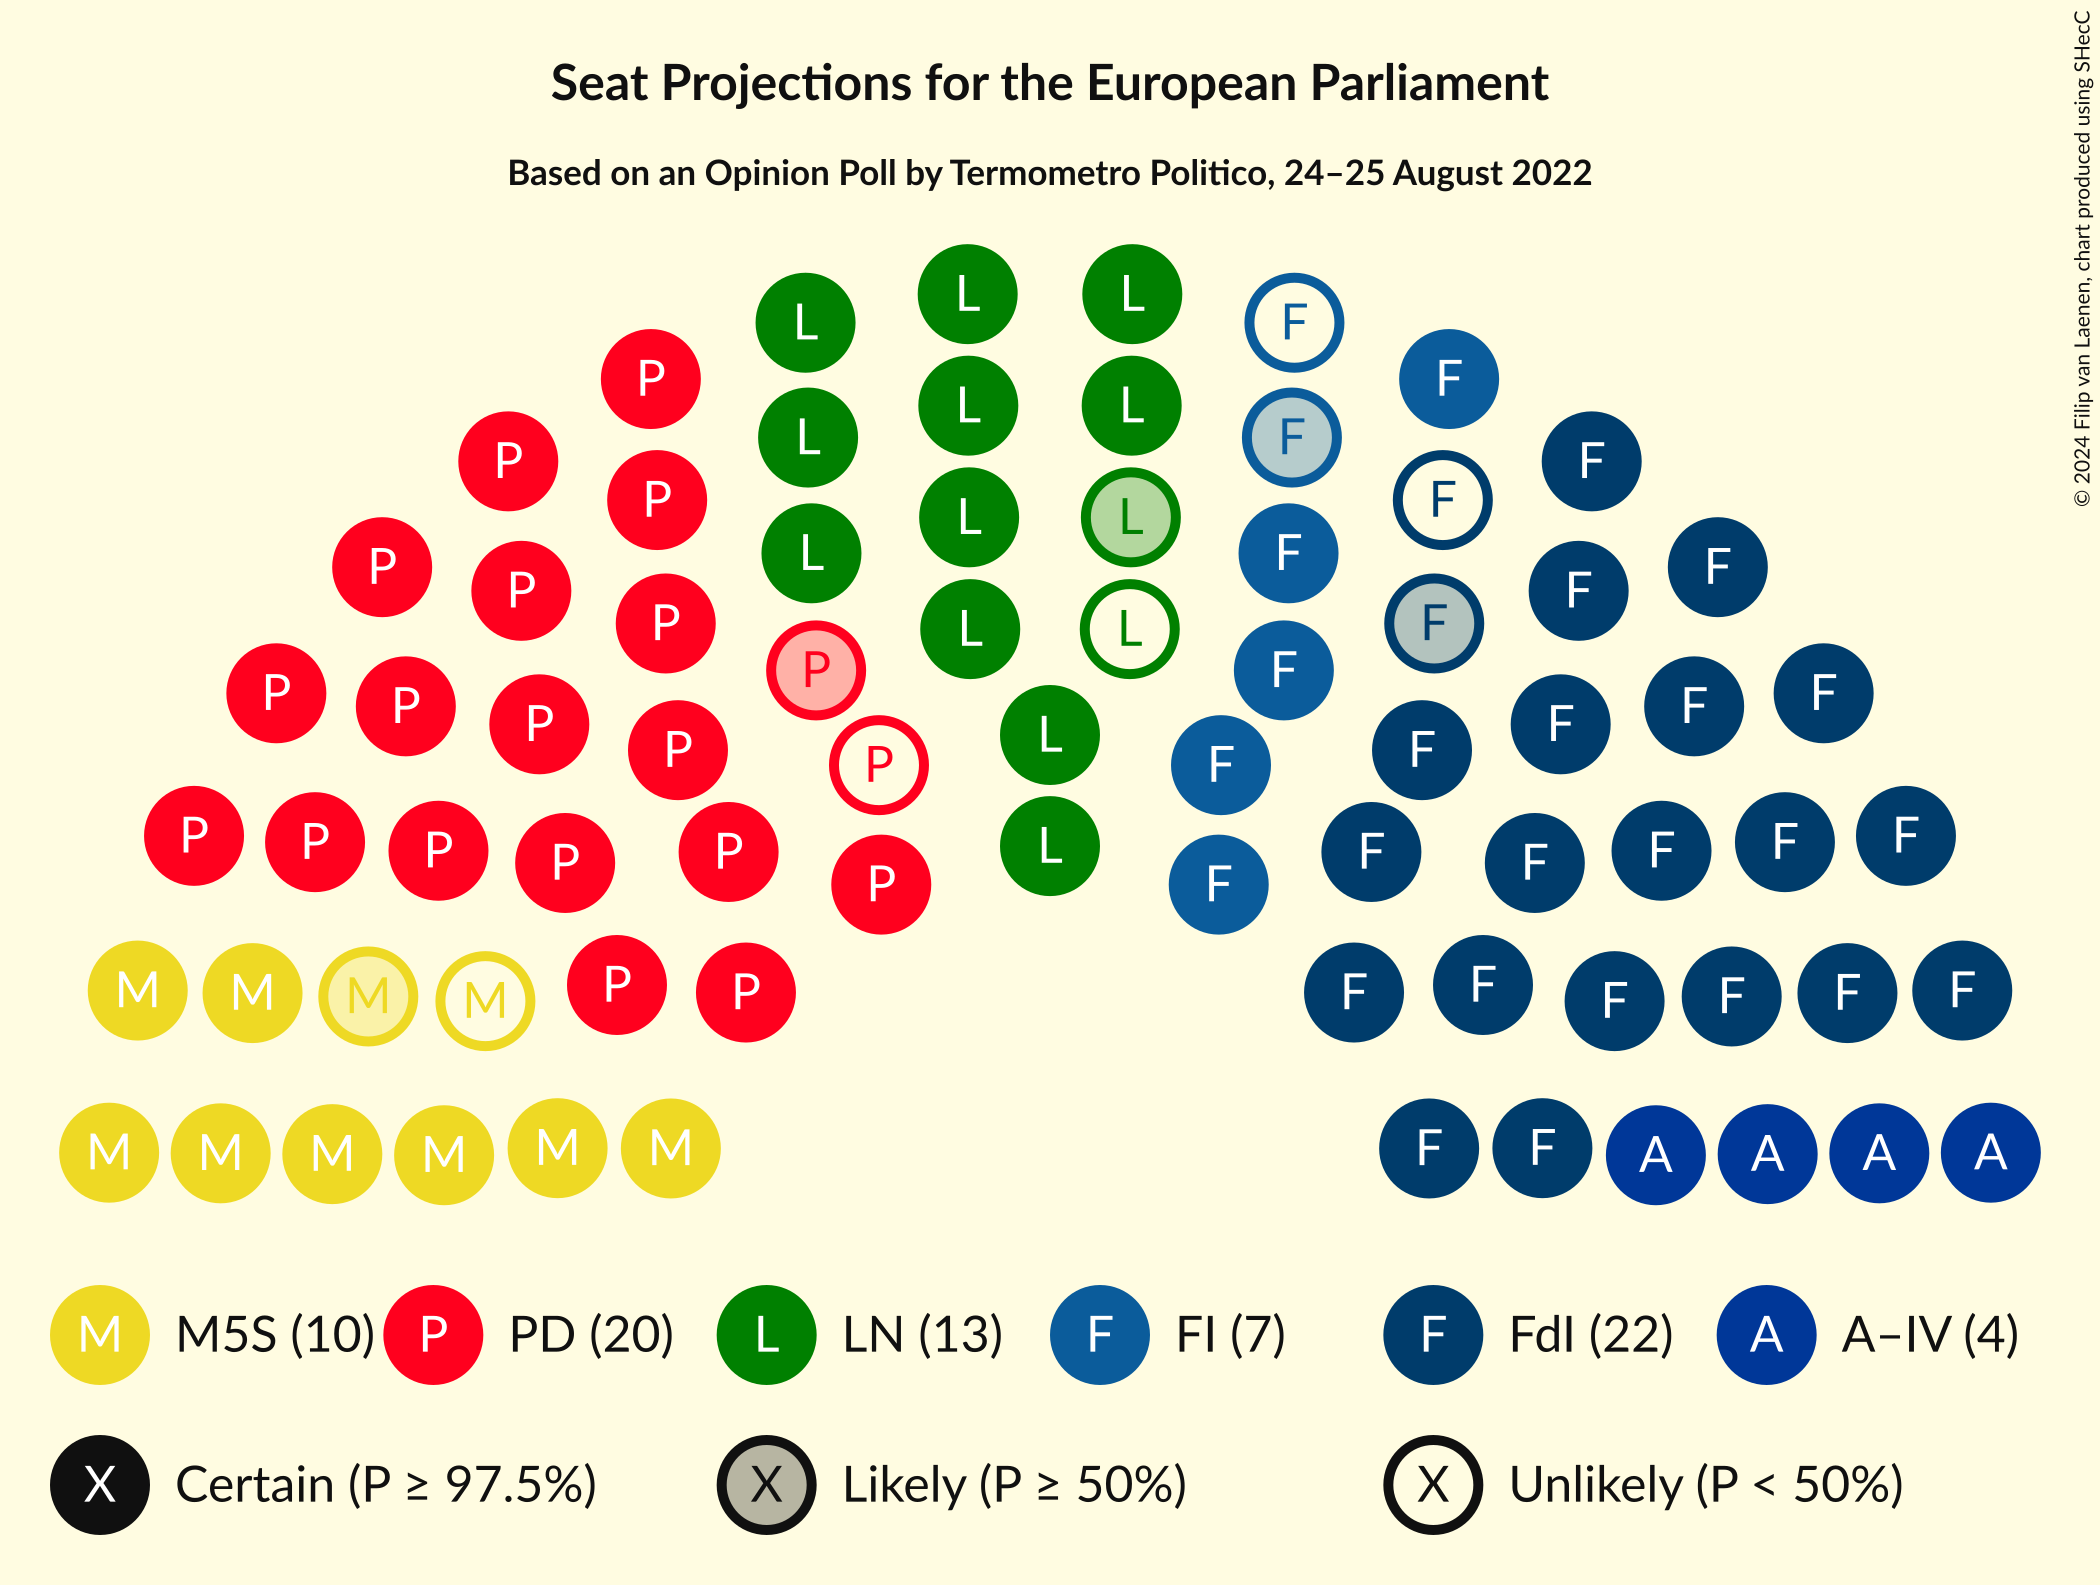 Seat Projections for the European Parliament
Based on an Opinion Poll by Termometro Politico, 24–25 August 2022
© 2024 Filip van Laenen, chart produced using SHecC
L L
L F
P F
L L
P F
L F
P P F F
L L
P F
L F
P F
P P F F
L L
P F
L F
P P P F F F
L
P F
P F
P P P P P F F F F F
L
P F
M M M M P P F F F F F F
M M M M M M F F A A A A
M M5S (10) P PD (20) L LN (13) F FI (7) F FdI (22) A A–IV (4)
X Certain (P ≥ 97.5%) X Likely (P ≥ 50%) X Unlikely (P < 50%)